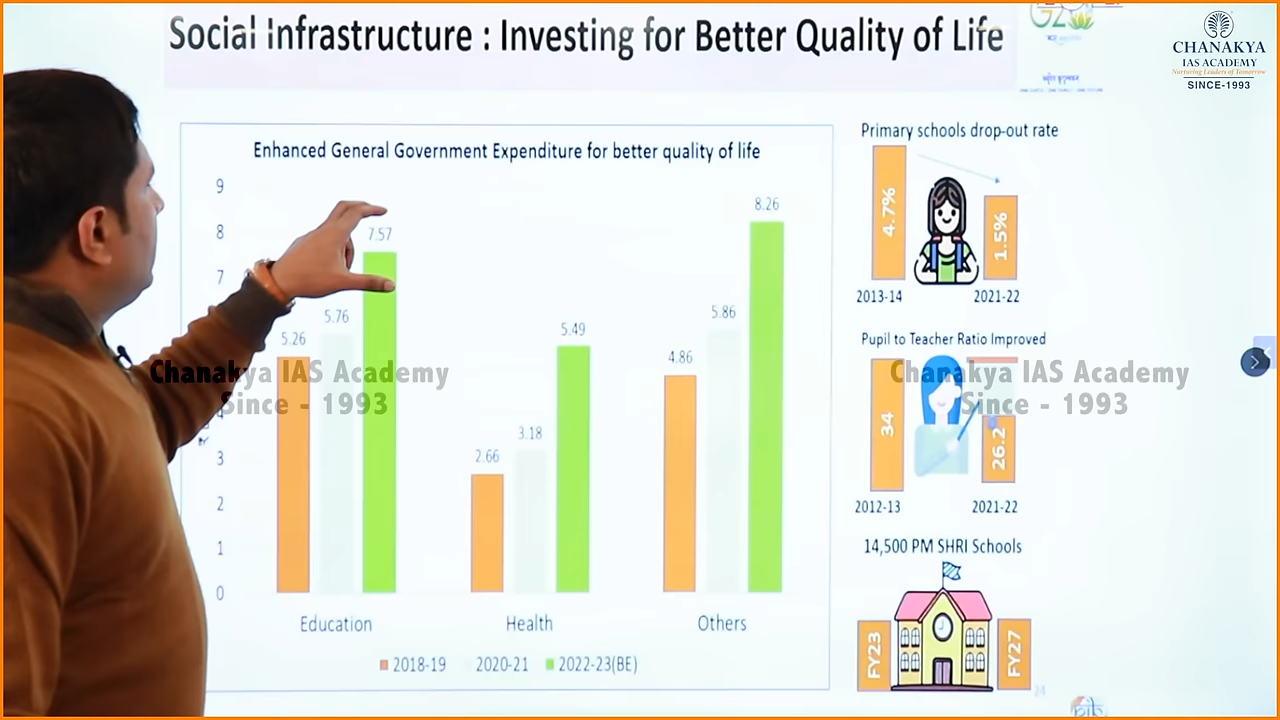 Social Infrastructure : Investing for Better Quality of Life
CHANAKYA
IAS ACADEMY
Nurturing Leaders of Tomorrow
SINCE-1993
Enhanced General Government Expenditure for better quality of life
9
8
7
3
2
1
0
5.26
5.76
7.57
2.66
3.18
5.49
4.86
5.86
8.26
Education
Health
Others
2018-19
2020-21
2022-23(BE)
Primary schools drop-out rate
4.7%
1.5%
2013-14
2021-22
Pupil to Teacher Ratio Improved
34
26.2
2012-13
2021-22
14,500 PM SHRI Schools
FY23
FY27
24
Chanakya IAS Academy
Since - 1993
Chanakya IAS Academy
Since - 1993